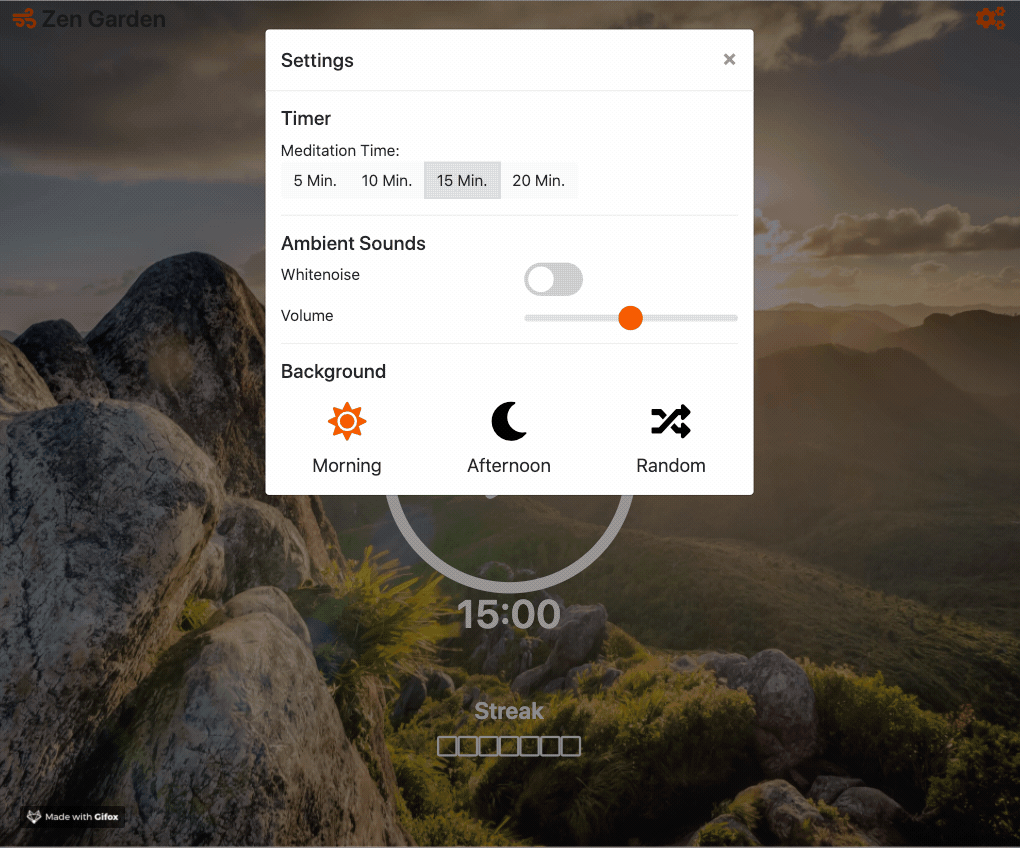 Zen Garden
Settings
×
Timer
Meditation Time:
5 Min. 10 Min. 15 Min. 20 Min.
Ambient Sounds
Whitenoise
Volume
Background
Morning Afternoon Random
15:00
Streak
Made with Gifox